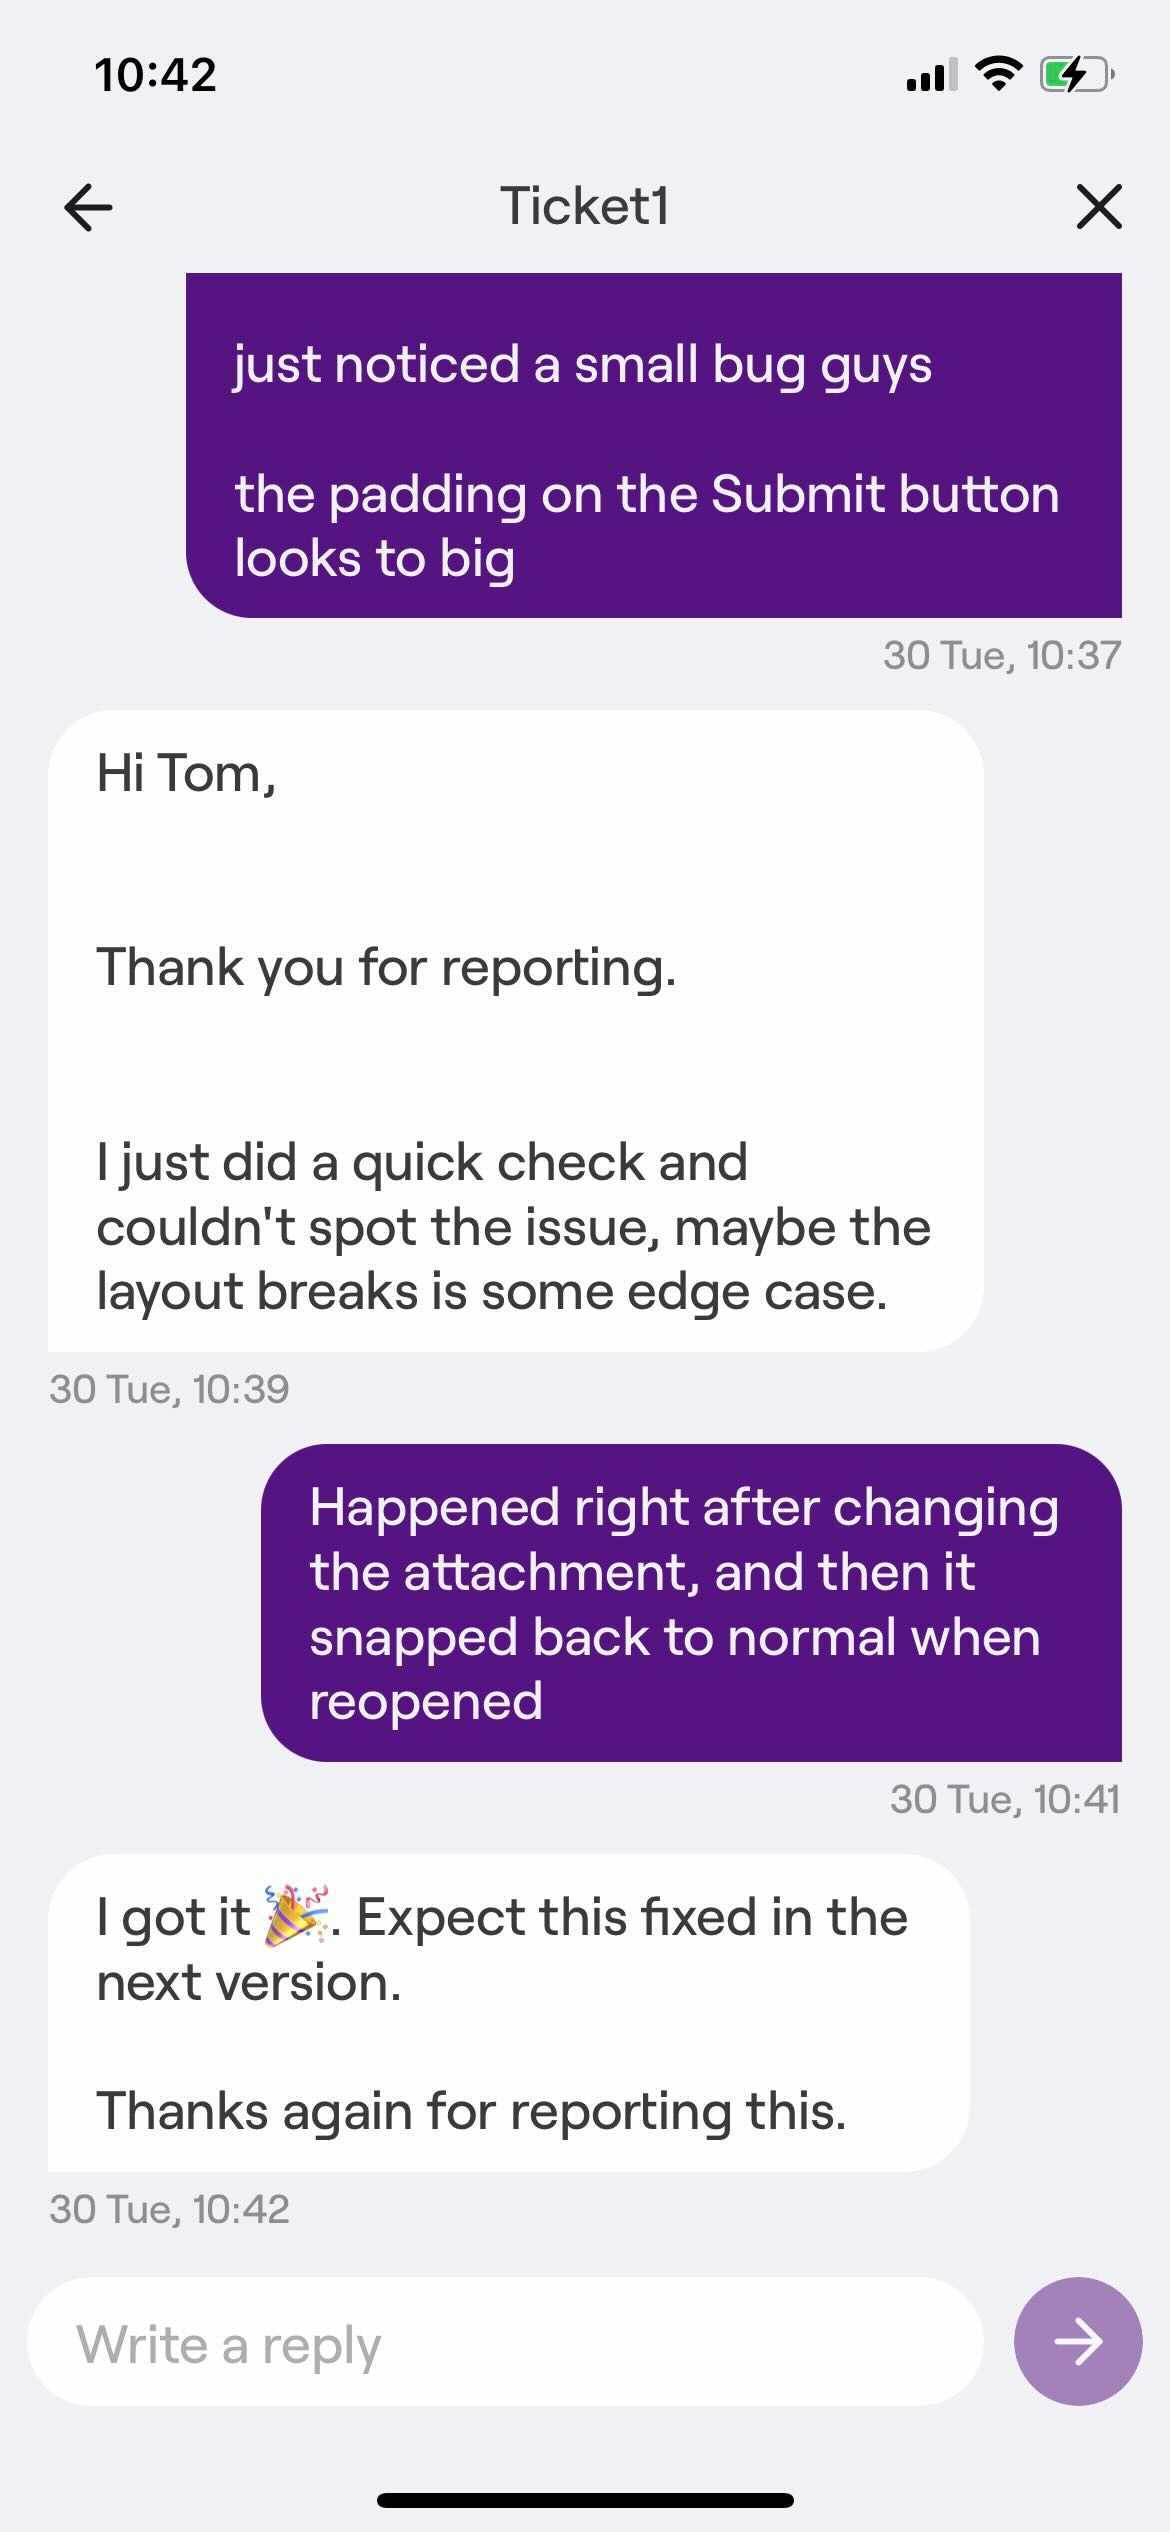 10:42
Ticket1
just noticed a small bug guys
the padding on the Submit button
looks to big
30 Tue, 10:37
Hi Tom,
Thank you for reporting.
I just did a quick check and
couldn't spot the issue, maybe the
layout breaks is some edge case.
30 Tue, 10:39
Happened right after changing
the attachment, and then it
snapped back to normal when
reopened
30 Tue, 10:41
I got it 🎉. Expect this fixed in the
next version.
Thanks again for reporting this.
30 Tue, 10:42
Write a reply